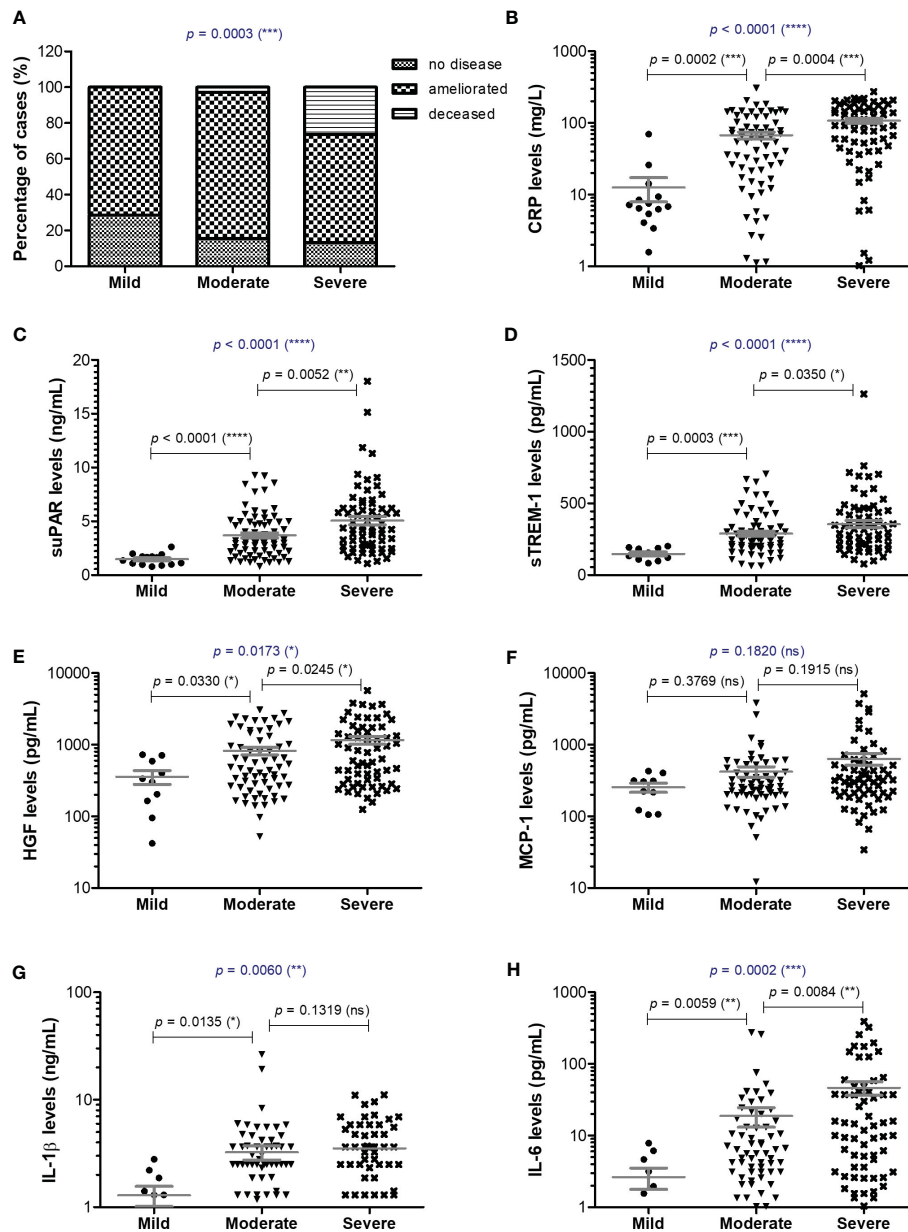 A
p = 0.0003 (***)
Percentage of cases (%)
120
100
80
60
40
20
0
Mild
Moderate
Severe
no disease
ameliorated
deceased
B
p < 0.0001 (****)
p = 0.0002 (***)
p = 0.0004 (***)
CRP levels (mg/L)
1000
100
10
1
Mild
Moderate
Severe
C
p < 0.0001 (****)
p = 0.0052 (**)
p < 0.0001 (****)
suPAR levels (ng/mL)
20
15
10
5
0
Mild
Moderate
Severe
D
p < 0.0001 (****)
p = 0.0350 (*)
p = 0.0003 (***)
sTREM-1 levels (pg/mL)
1500
1000
500
0
Mild
Moderate
Severe
E
p = 0.0173 (*)
p = 0.0245 (*)
p = 0.0330 (*)
HGF levels (pg/mL)
10000
1000
100
10
Mild
Moderate
Severe
F
p = 0.1820 (ns)
p = 0.1915 (ns)
p = 0.3769 (ns)
MCP-1 levels (pg/mL)
10000
1000
100
10
Mild
Moderate
Severe
G
p = 0.0060 (**)
p = 0.0135 (*)
p = 0.1319 (ns)
IL-1β levels (ng/mL)
100
10
1
Mild
Moderate
Severe
H
p = 0.0002 (***)
p = 0.0059 (**)
p = 0.0084 (**)
IL-6 levels (pg/mL)
1000
100
10
1
Mild
Moderate
Severe